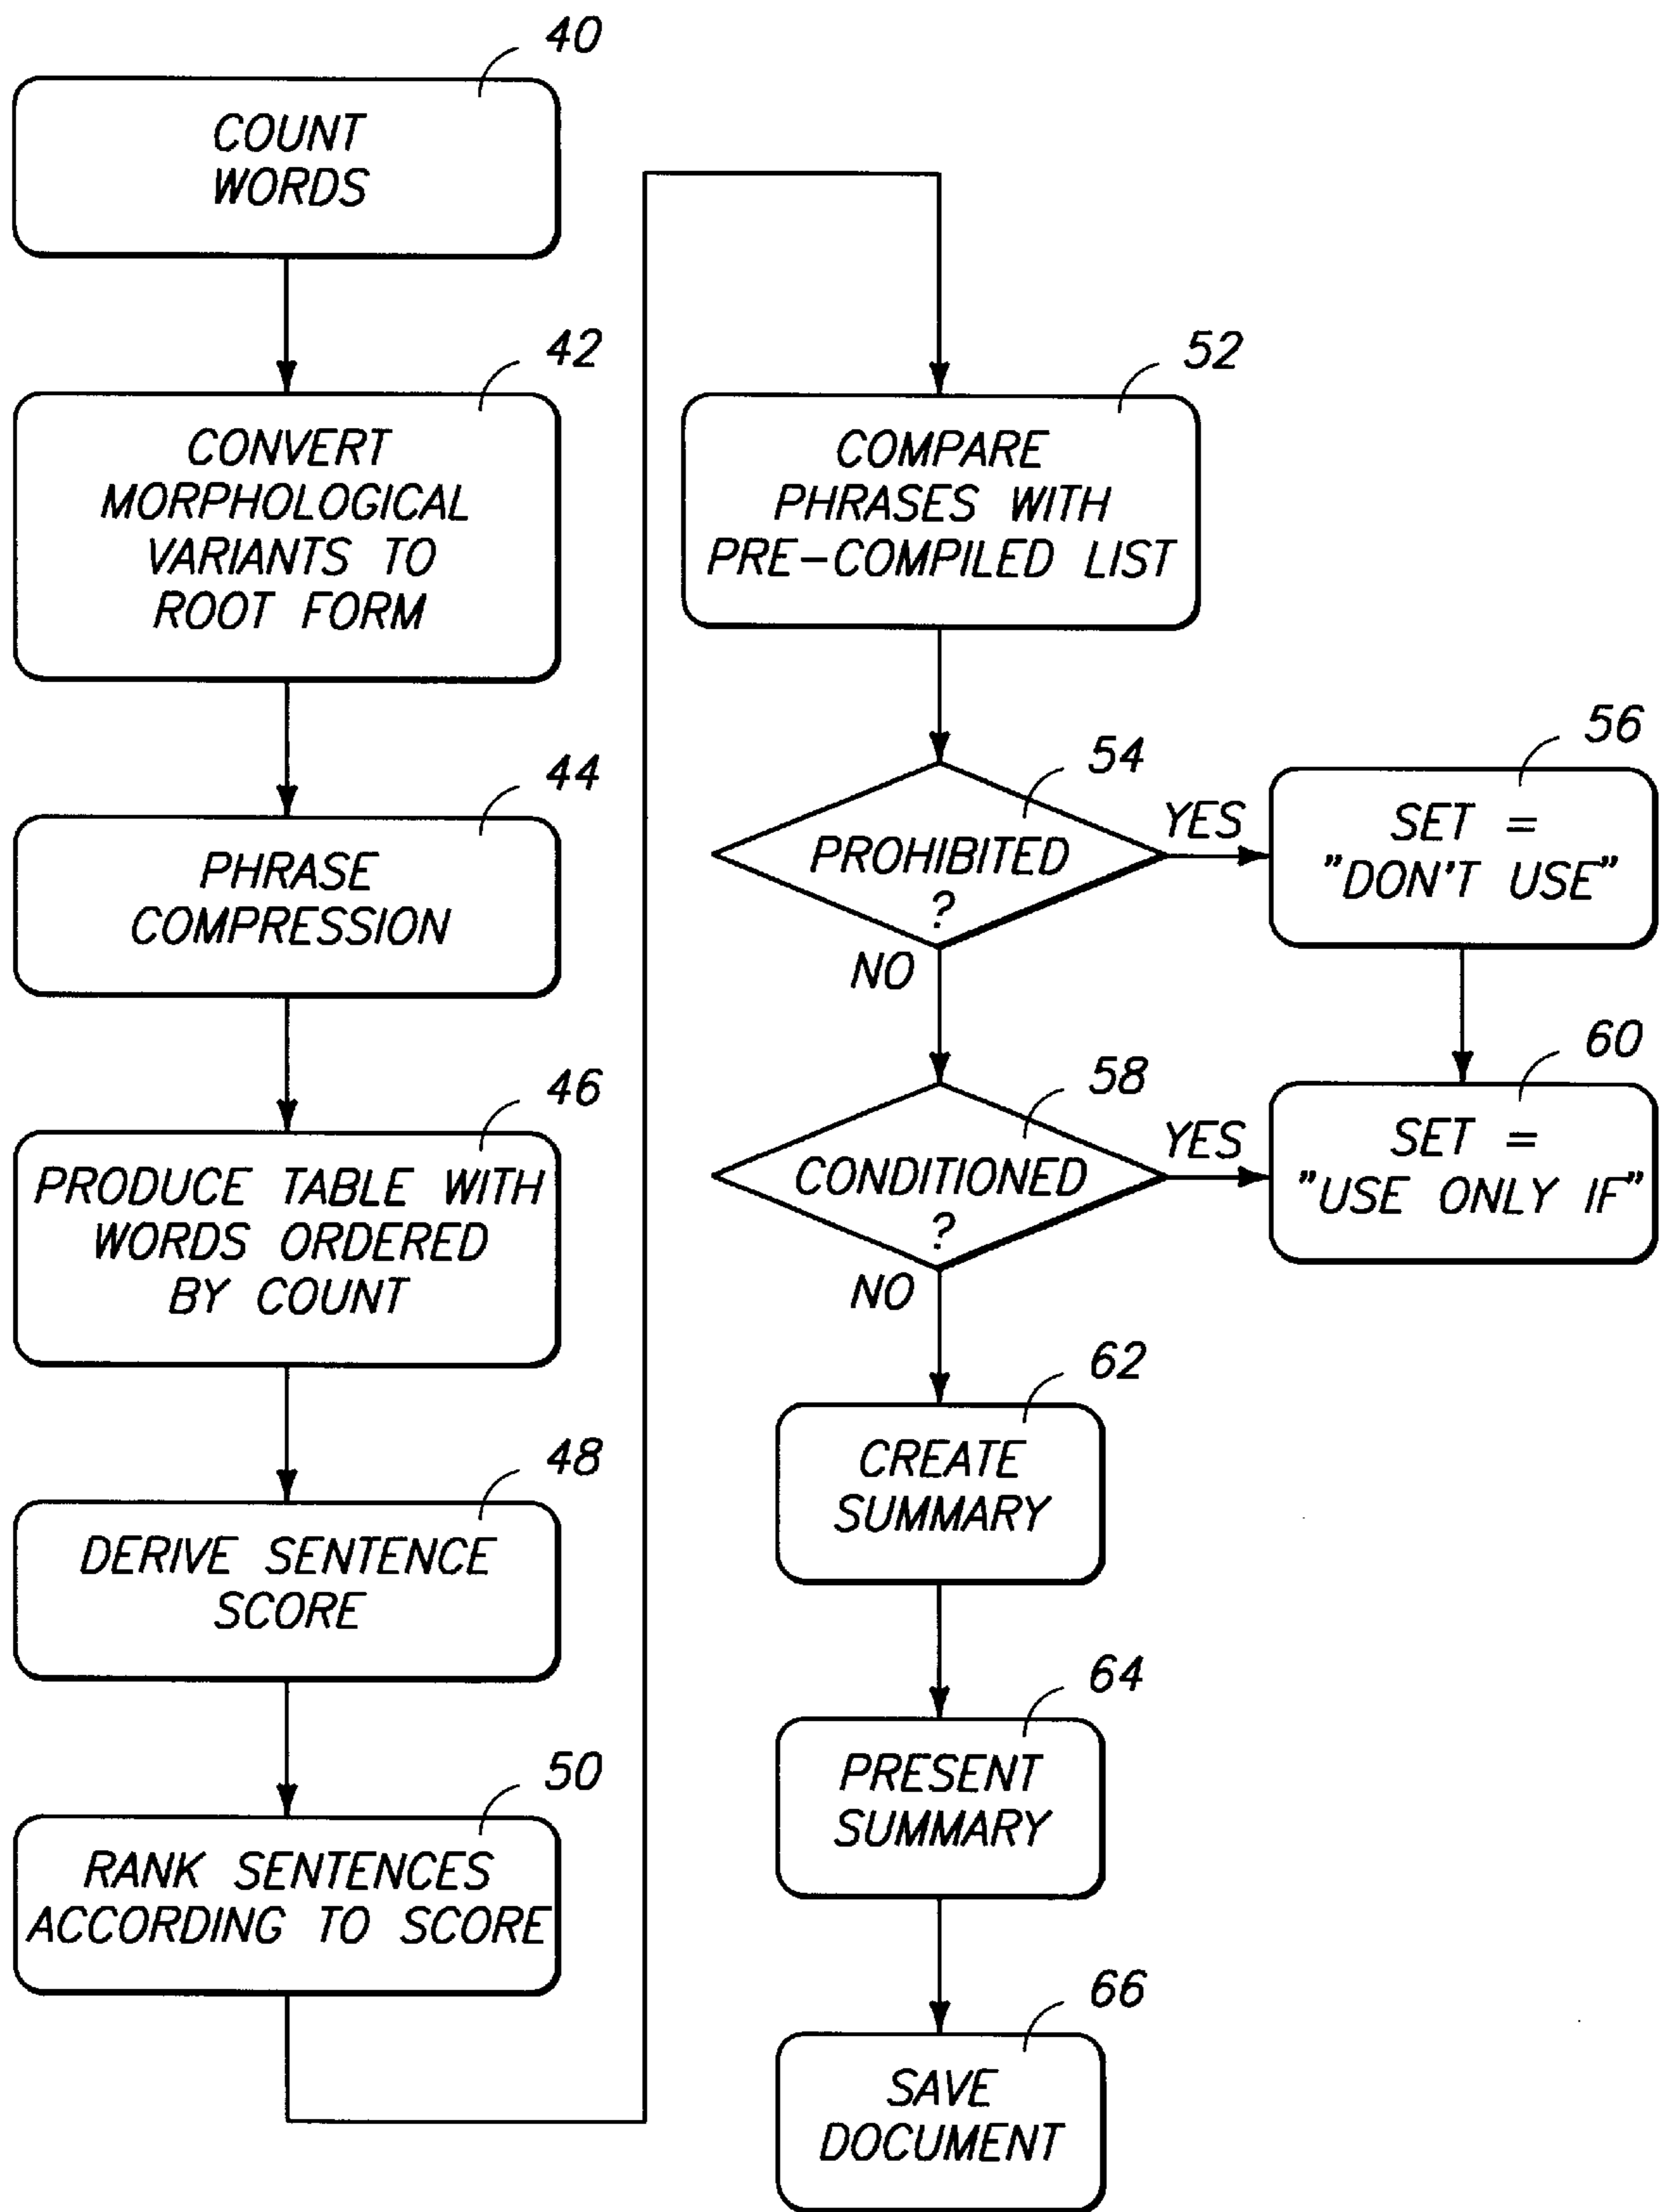 40
COUNT
WORDS
42
CONVERT
MORPHOLOGICAL
VARIANTS TO
ROOT FORM
44
PHRASE
COMPRESSION
46
PRODUCE TABLE WITH
WORDS ORDERED
BY COUNT
48
DERIVE SENTENCE
SCORE
50
RANK SENTENCES
ACCORDING TO SCORE
52
COMPARE
PHRASES WITH
PRE-COMPILED LIST
54
PROHIBITED
?
YES
NO
56
SET =
"DON'T USE"
58
CONDITIONED
?
YES
NO
60
SET =
"USE ONLY IF"
62
CREATE
SUMMARY
64
PRESENT
SUMMARY
66
SAVE
DOCUMENT